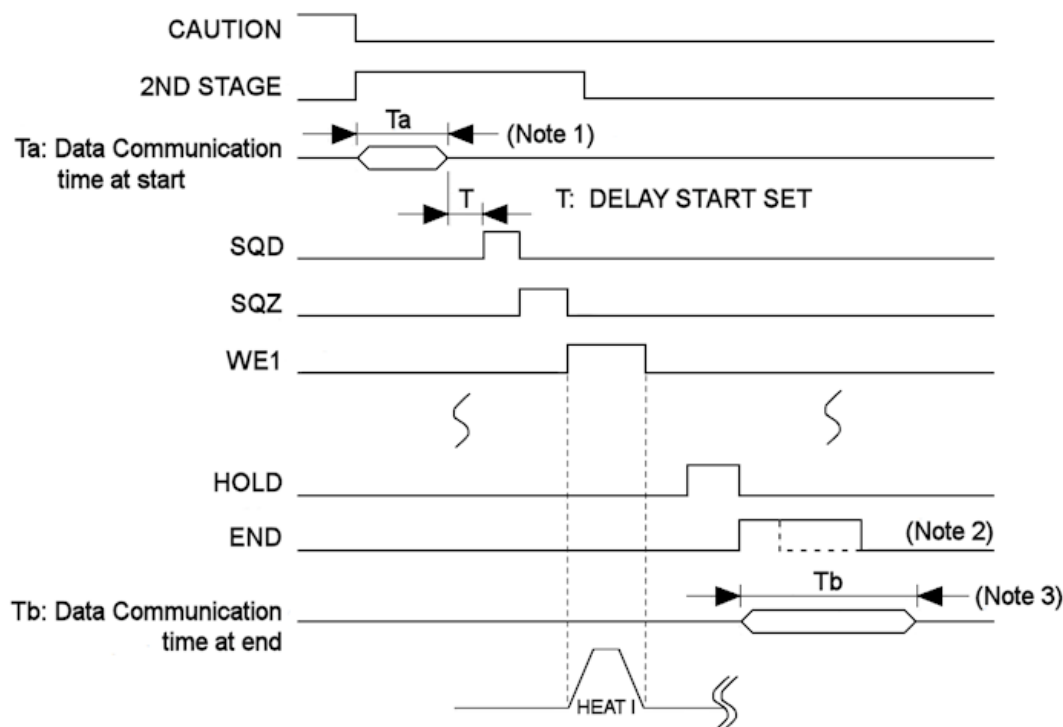 CAUTION
2ND STAGE
Ta (Note 1)
Ta: Data Communication
time at start
T T: DELAY START SET
SQD
SQZ
WE1
HOLD
END (Note 2)
Tb (Note 3)
Tb: Data Communication
time at end
HEAT I